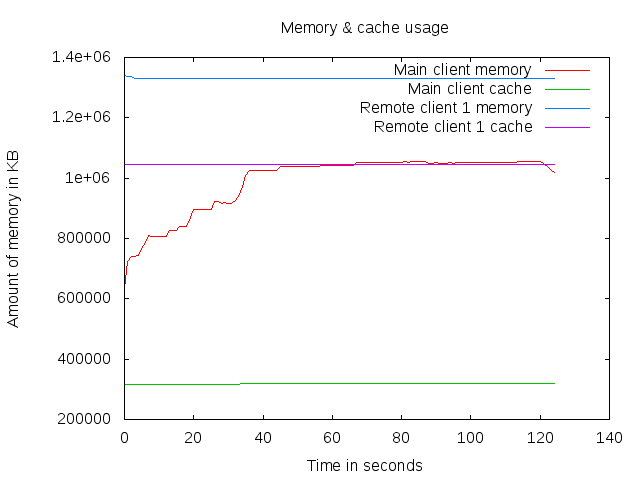 Memory & cache usage
1.4e+06
1.2e+06
1e+06
800000
600000
400000
200000
Amount of memory in KB
Main client memory
Main client cache
Remote client 1 memory
Remote client 1 cache
0 20 40 60 80 100 120 140
Time in seconds